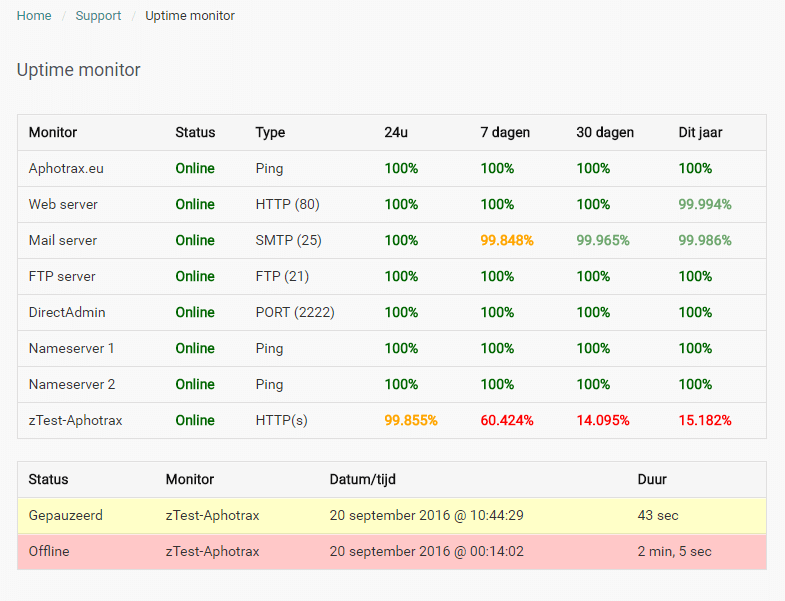 Home / Support / Uptime monitor
Uptime monitor
Monitor Status Type 24u 7 dagen 30 dagen Dit jaar
Aphotrax.eu Online Ping 100% 100% 100% 100%
Web server Online HTTP (80) 100% 100% 100% 99.994%
Mail server Online SMTP (25) 100% 99.848% 99.965% 99.986%
FTP server Online FTP (21) 100% 100% 100% 100%
DirectAdmin Online PORT (2222) 100% 100% 100% 100%
Nameserver 1 Online Ping 100% 100% 100% 100%
Nameserver 2 Online Ping 100% 100% 100% 100%
zTest-Aphotrax Online HTTP(s) 99.855% 60.424% 14.095% 15.182%
Status Monitor Datum/tijd Duur
Gepauzeerd zTest-Aphotrax 20 september 2016 @ 10:44:29 43 sec
Offline zTest-Aphotrax 20 september 2016 @ 00:14:02 2 min, 5 sec